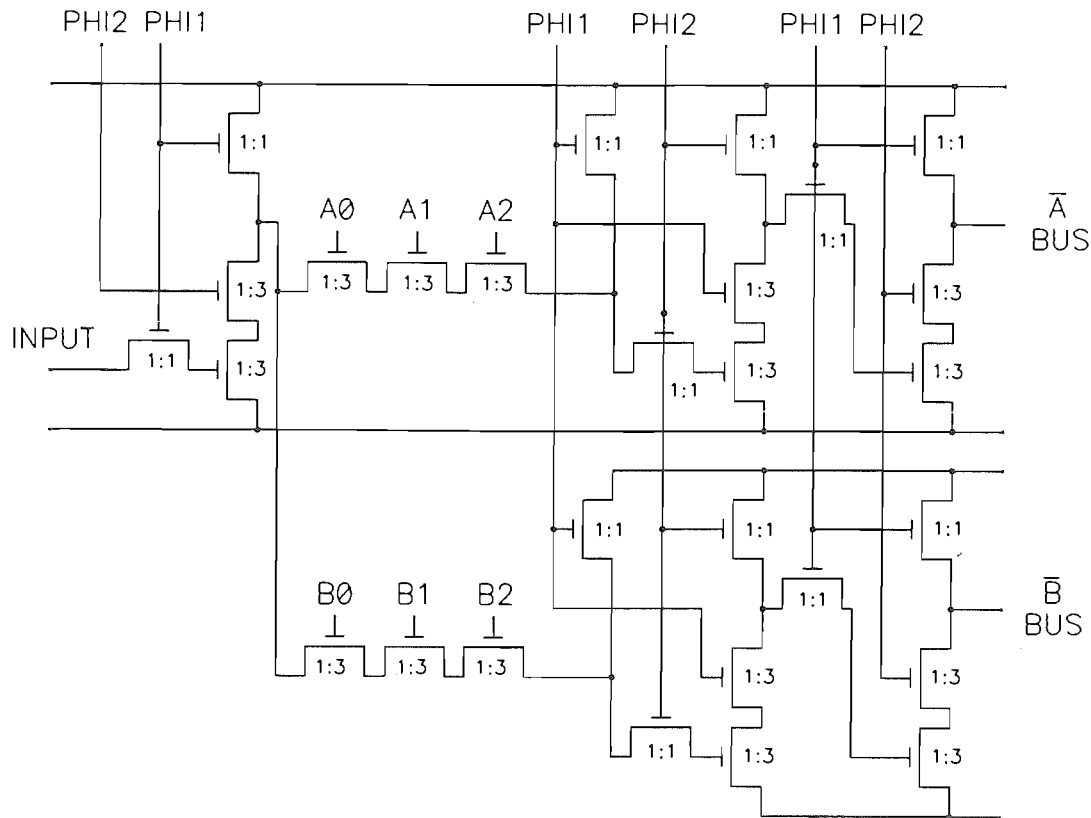 PHI2 PHI1 PHI1 PHI2 PHI1 PHI2
1:1 1:1 1:1 1:1
A0 A1 A2
A̅
BUS
1:1
1:3 1:3 1:3
1:3 1:3 1:3
INPUT
1:1 1:3 1:1 1:3 1:3
1:1 1:1 1:1
B0 B1 B2
1:1
B̅
BUS
1:3 1:3 1:3 1:3 1:3
1:1 1:3 1:3